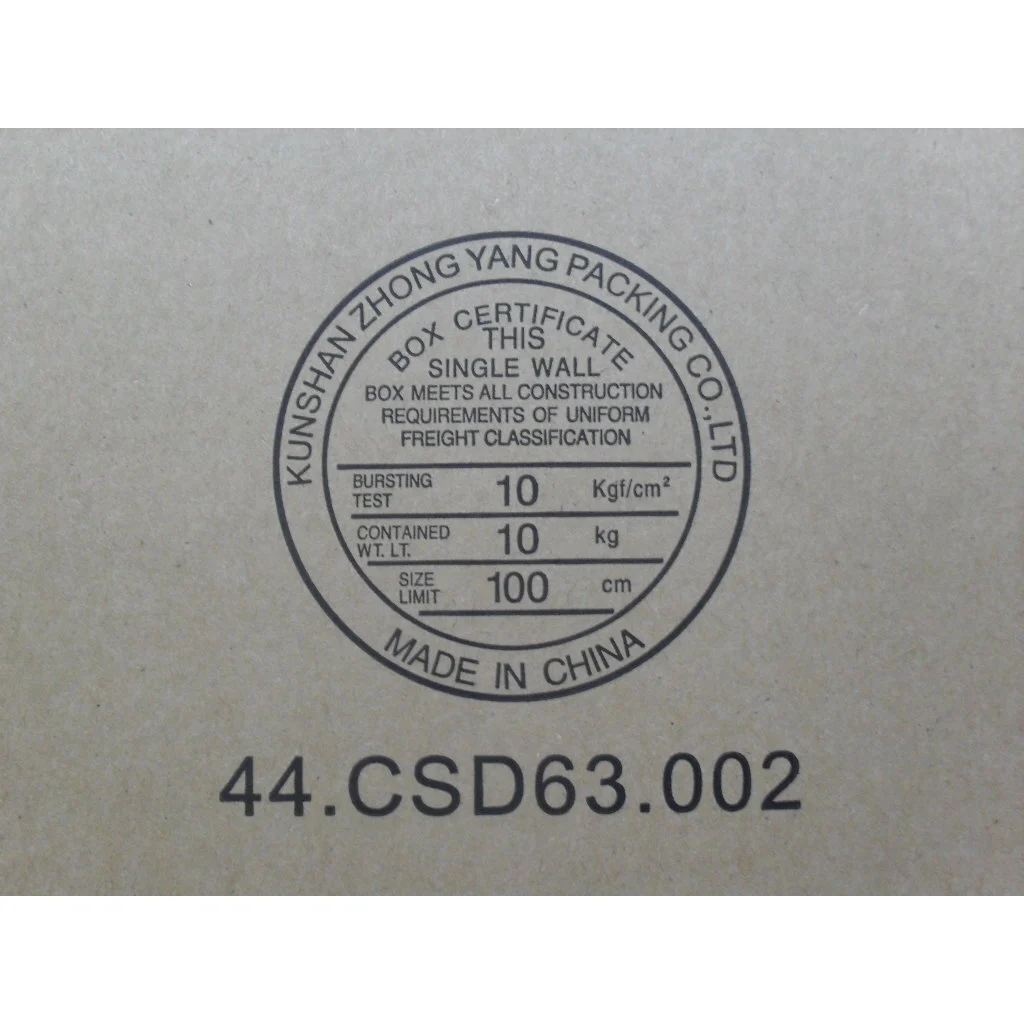 KUNSHAN ZHONG YANG PACKING CO.,LTD
BOX CERTIFICATE
THIS
SINGLE WALL
BOX MEETS ALL CONSTRUCTION
REQUIREMENTS OF UNIFORM
FREIGHT CLASSIFICATION
BURSTING TEST 10 Kgf/cm²
CONTAINED WT. LT. 10 kg
SIZE LIMIT 100 cm
MADE IN CHINA
44.CSD63.002